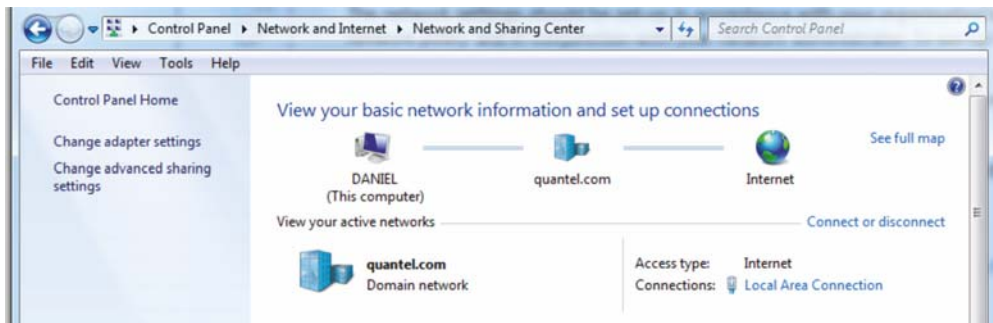 Control Panel Network and Internet Network and Sharing Center
Search Control Panel
File Edit View Tools Help
Control Panel Home
Change adapter settings
Change advanced sharing
settings
View your basic network information and set up connections
See full map
DANIEL
(This computer)
quantel.com
Internet
View your active networks
Connect or disconnect
quantel.com
Domain network
Access type: Internet
Connections: Local Area Connection